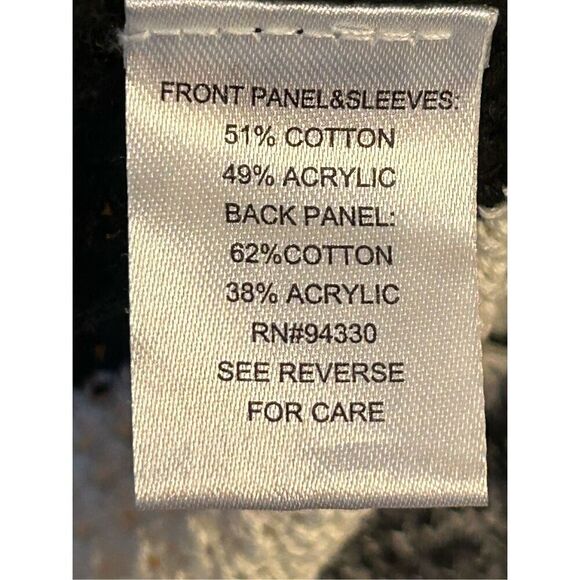 FRONT PANEL&SLEEVES:
51% COTTON
49% ACRYLIC
BACK PANEL:
62%COTTON
38% ACRYLIC
RN#94330
SEE REVERSE
FOR CARE